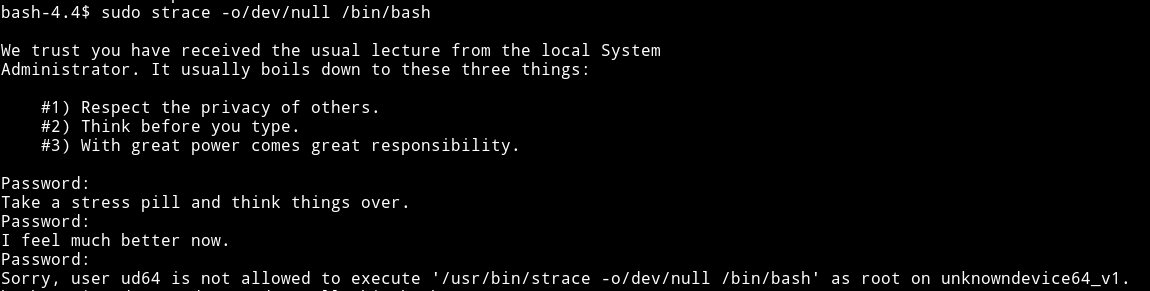 bash-4.4$ sudo strace -o/dev/null /bin/bash
We trust you have received the usual lecture from the local System
Administrator. It usually boils down to these three things:
#1) Respect the privacy of others.
#2) Think before you type.
#3) With great power comes great responsibility.
Password:
Take a stress pill and think things over.
Password:
I feel much better now.
Password:
Sorry, user ud64 is not allowed to execute '/usr/bin/strace -o/dev/null /bin/bash' as root on unknowndevice64_v1.